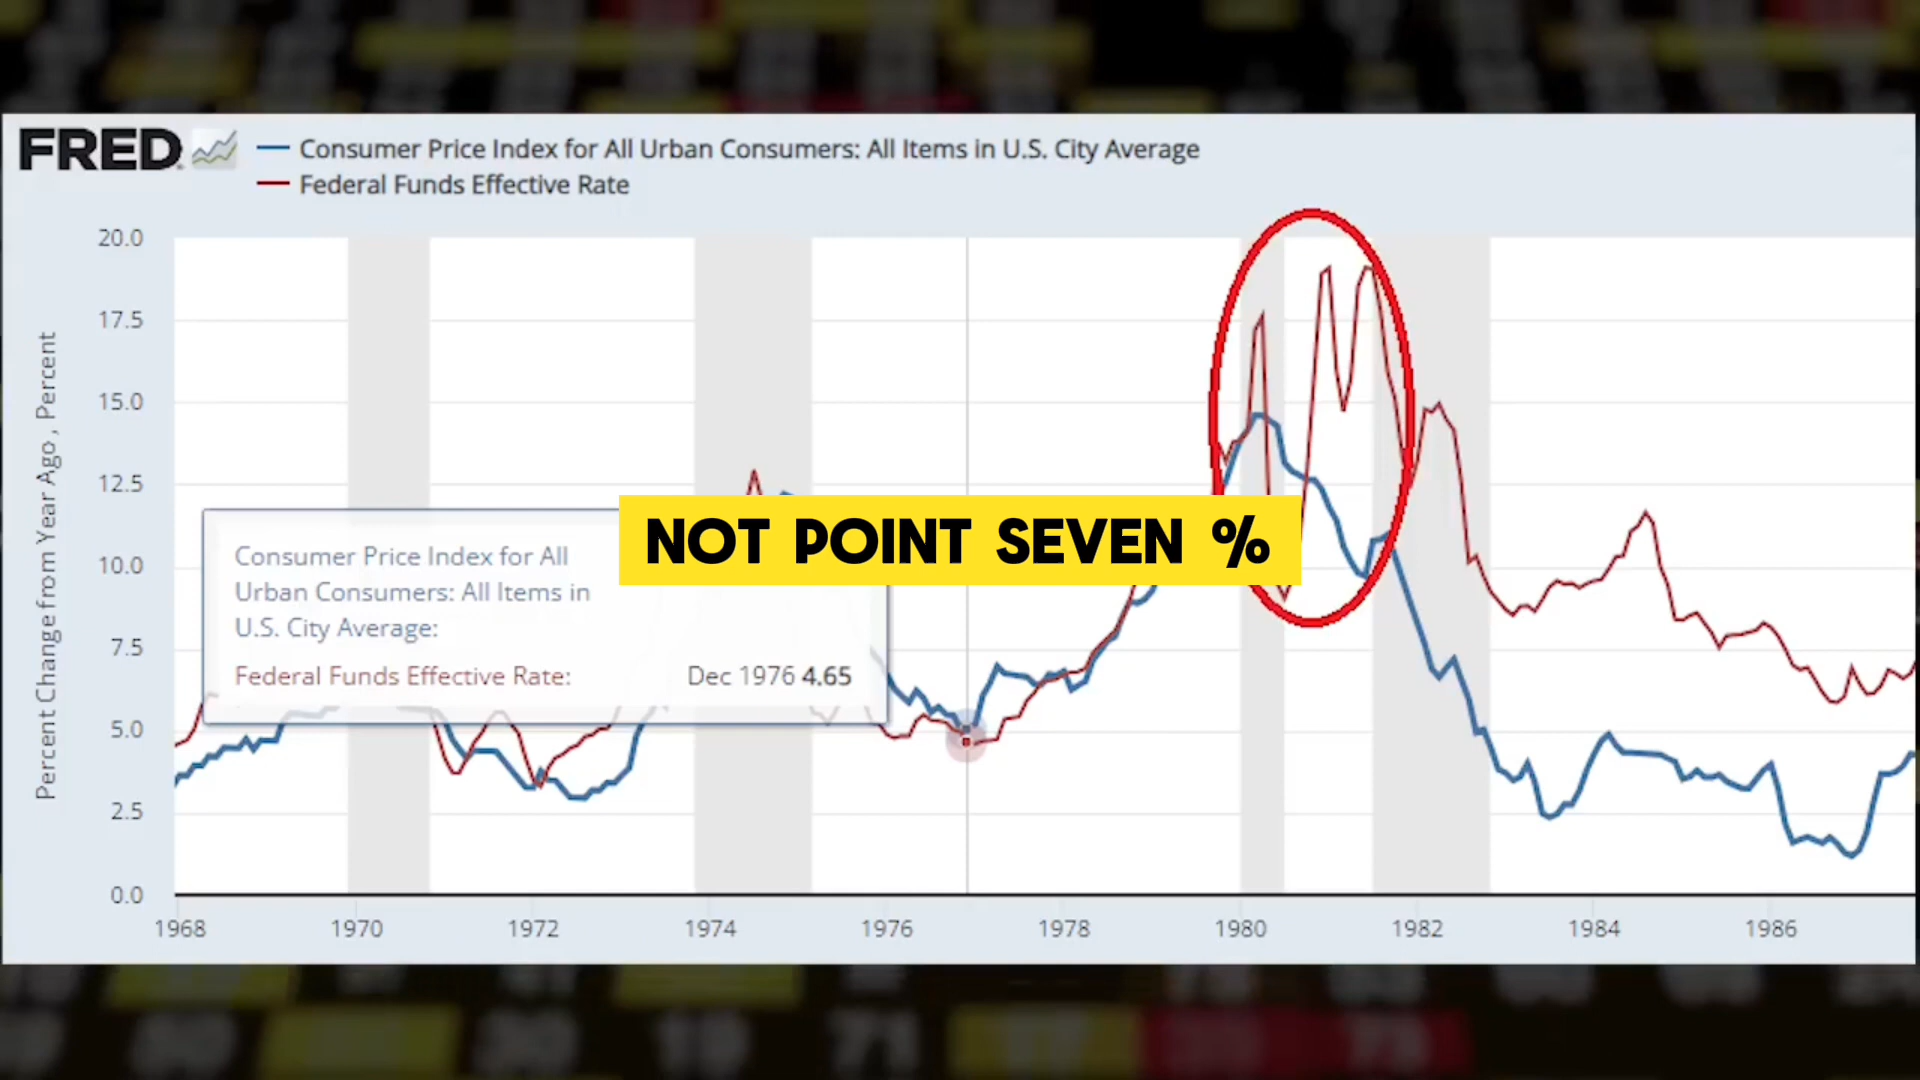 FRED
Consumer Price Index for All Urban Consumers: All Items in U.S. City Average
Federal Funds Effective Rate
Percent Change from Year Ago , Percent
20.0
17.5
15.0
12.5
10.0
7.5
5.0
2.5
0.0
NOT POINT SEVEN %
Consumer Price Index for All
Urban Consumers: All Items in
U.S. City Average:
Federal Funds Effective Rate: Dec 1976 4.65
1968 1970 1972 1974 1976 1978 1980 1982 1984 1986